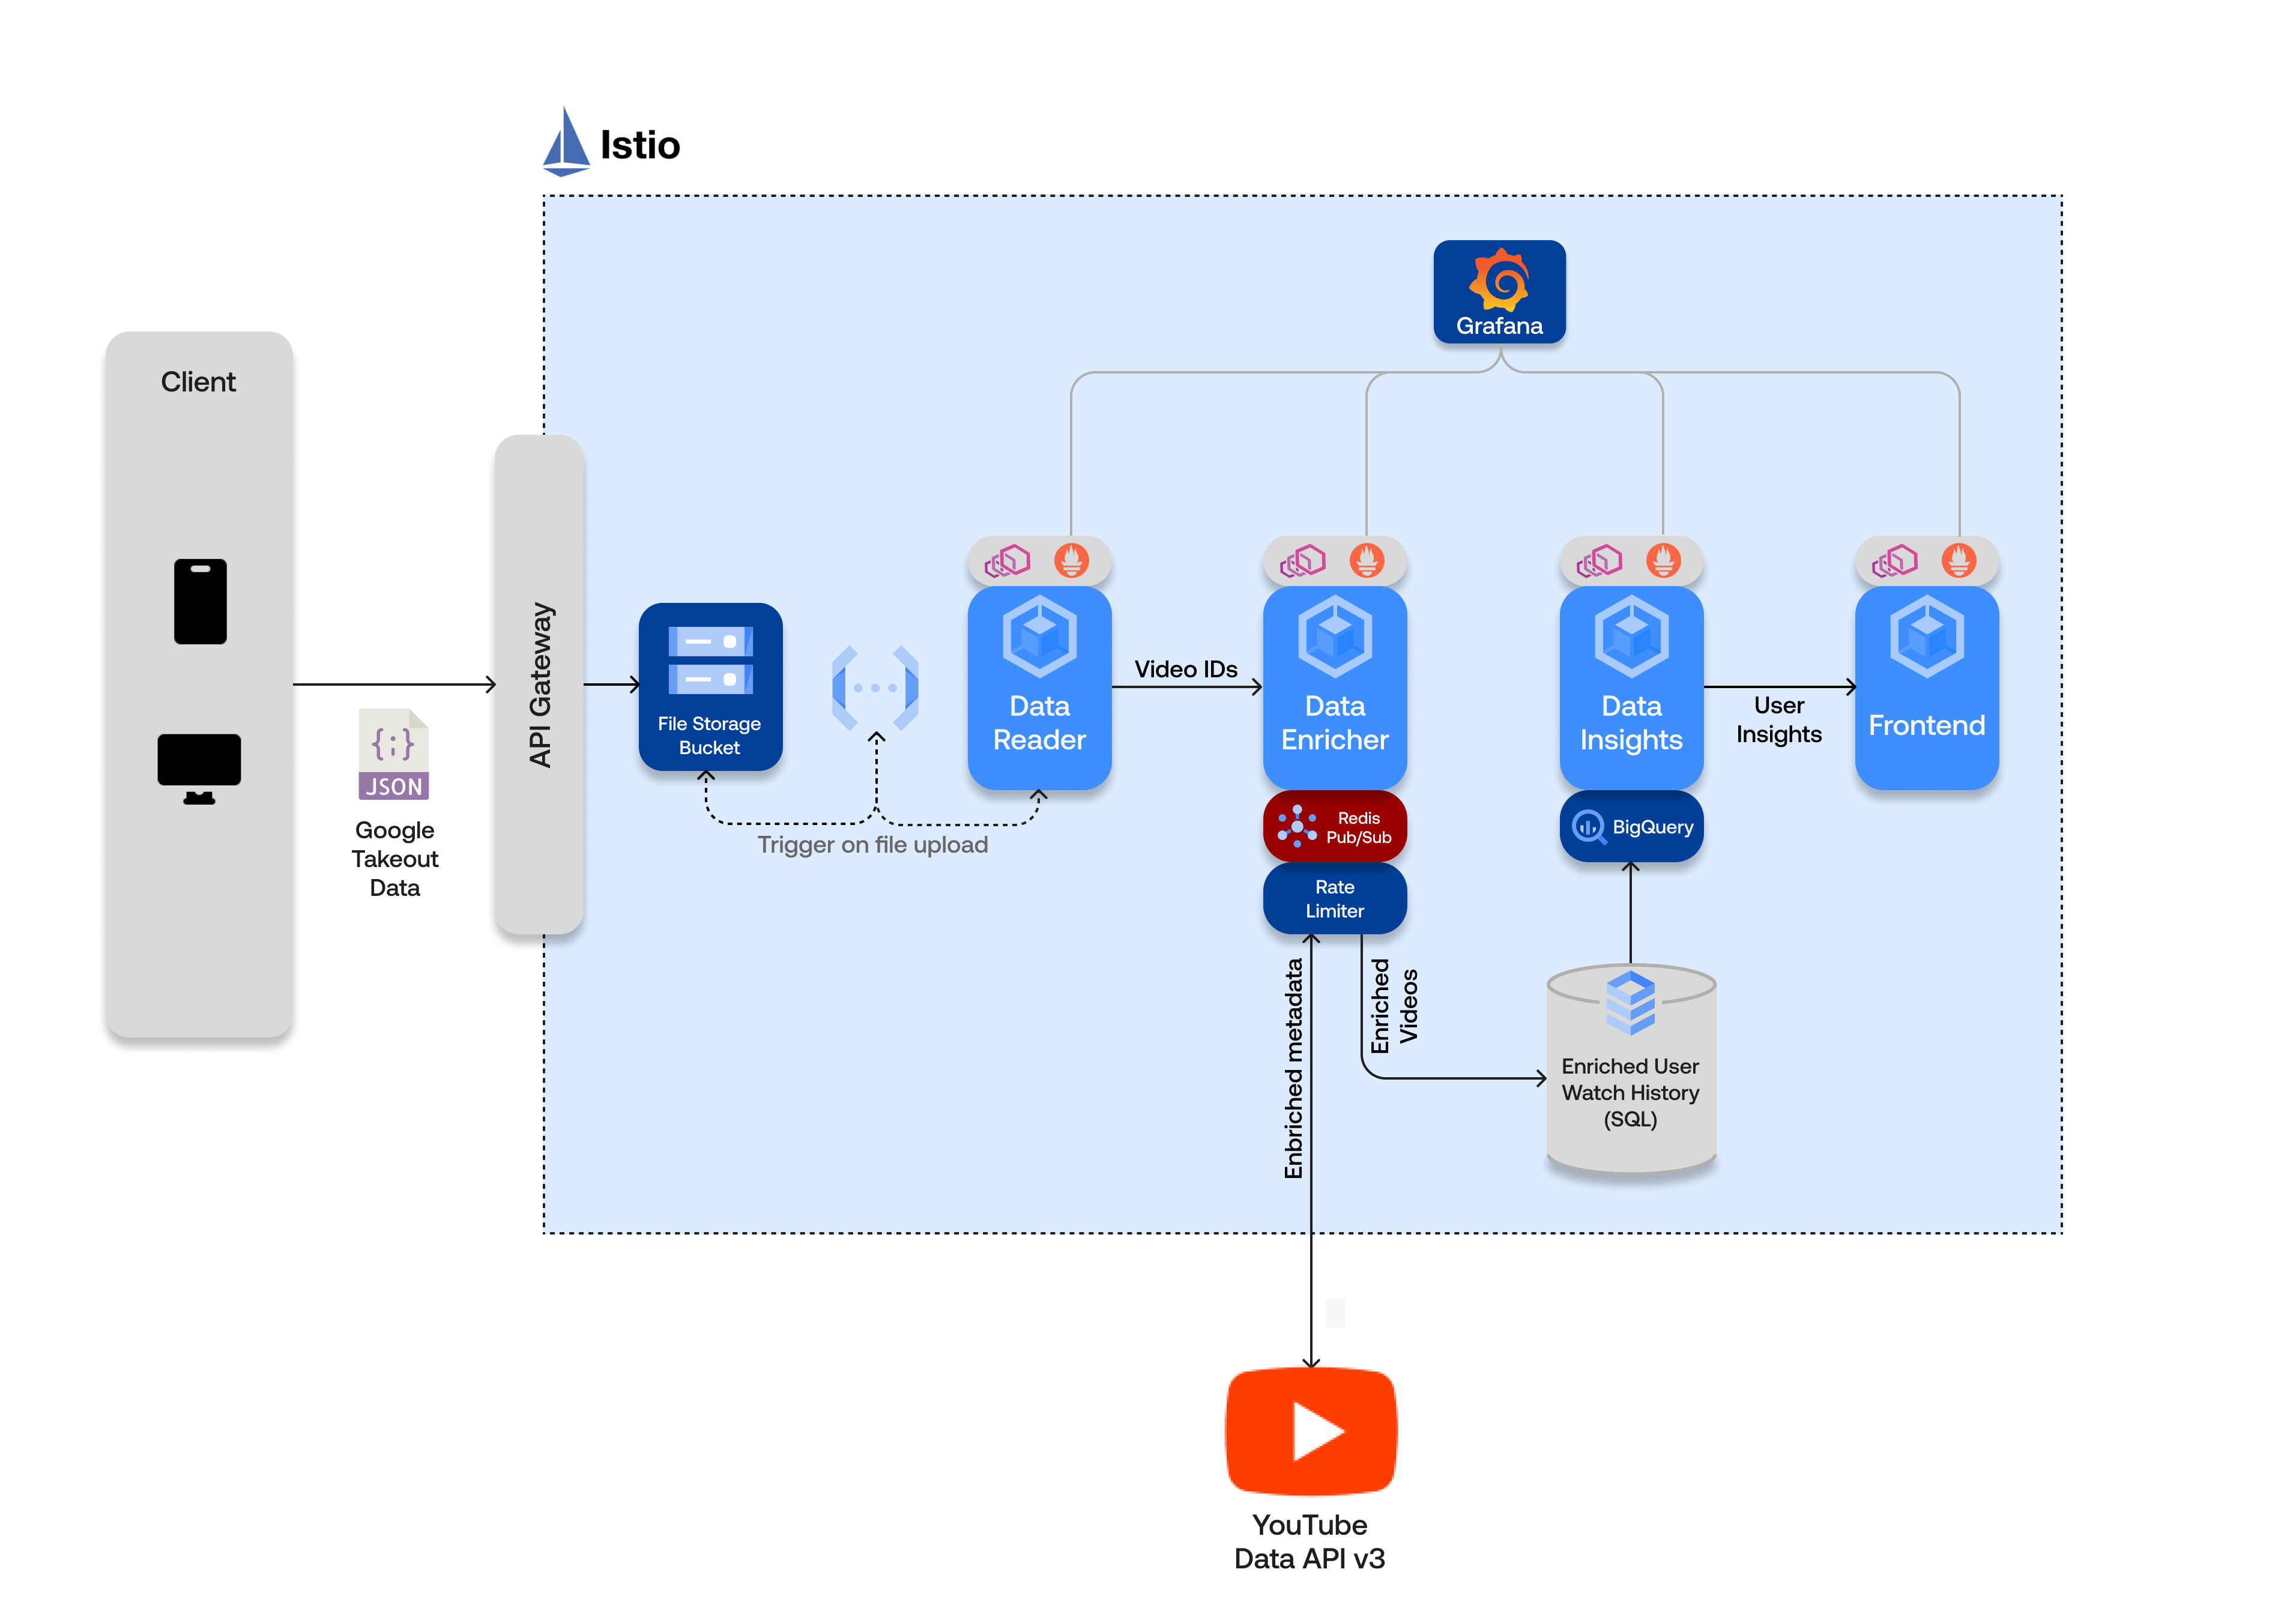 Istio
Grafana
Client
API Gateway
JSON
Google
Takeout
Data
File Storage
Bucket
Trigger on file upload
Data
Reader
Video IDs
Data
Enricher
Redis
Pub/Sub
Rate
Limiter
Enbriched metadata
Enriched
Videos
Data
Insights
BigQuery
User
Insights
Frontend
Enriched User
Watch History
(SQL)
YouTube
Data API v3